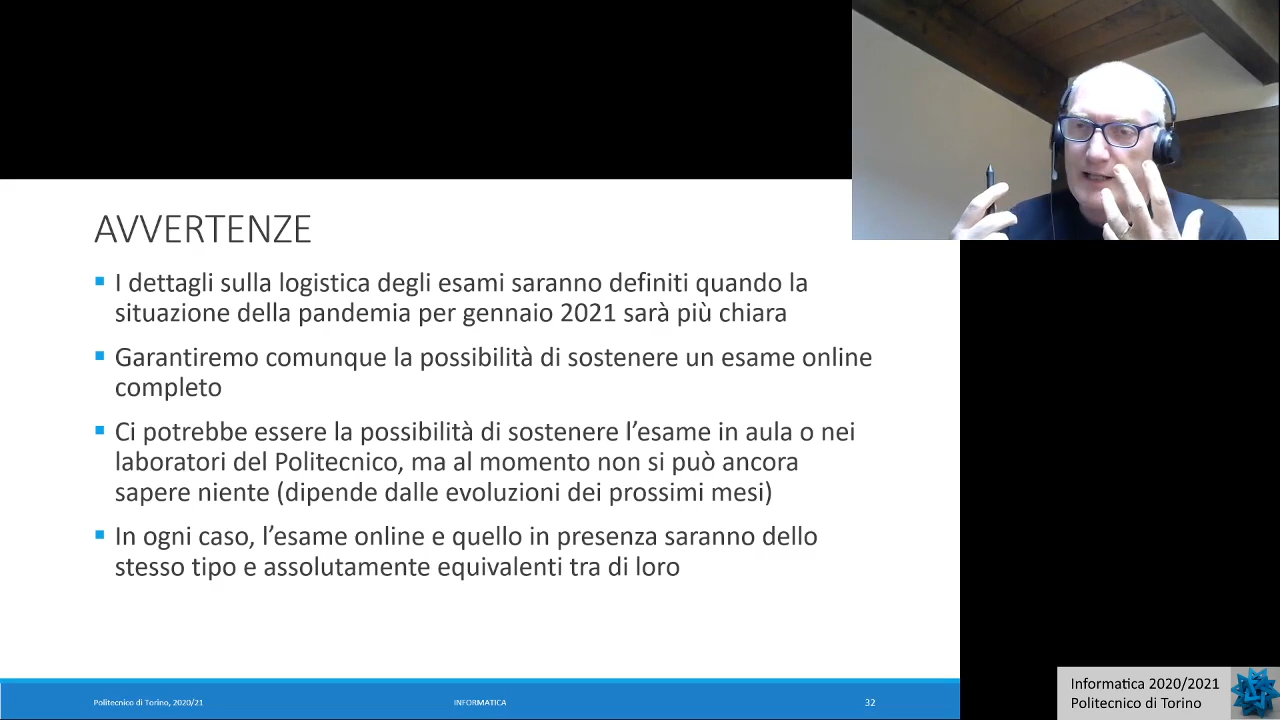 AVVERTENZE
I dettagli sulla logistica degli esami saranno definiti quando la
situazione della pandemia per gennaio 2021 sarà più chiara
Garantiremo comunque la possibilità di sostenere un esame online
completo
Ci potrebbe essere la possibilità di sostenere l’esame in aula o nei
laboratori del Politecnico, ma al momento non si può ancora
sapere niente (dipende dalle evoluzioni dei prossimi mesi)
In ogni caso, l’esame online e quello in presenza saranno dello
stesso tipo e assolutamente equivalenti tra di loro
Politecnico di Torino, 2020/21
INFORMATICA
32
Informatica 2020/2021
Politecnico di Torino